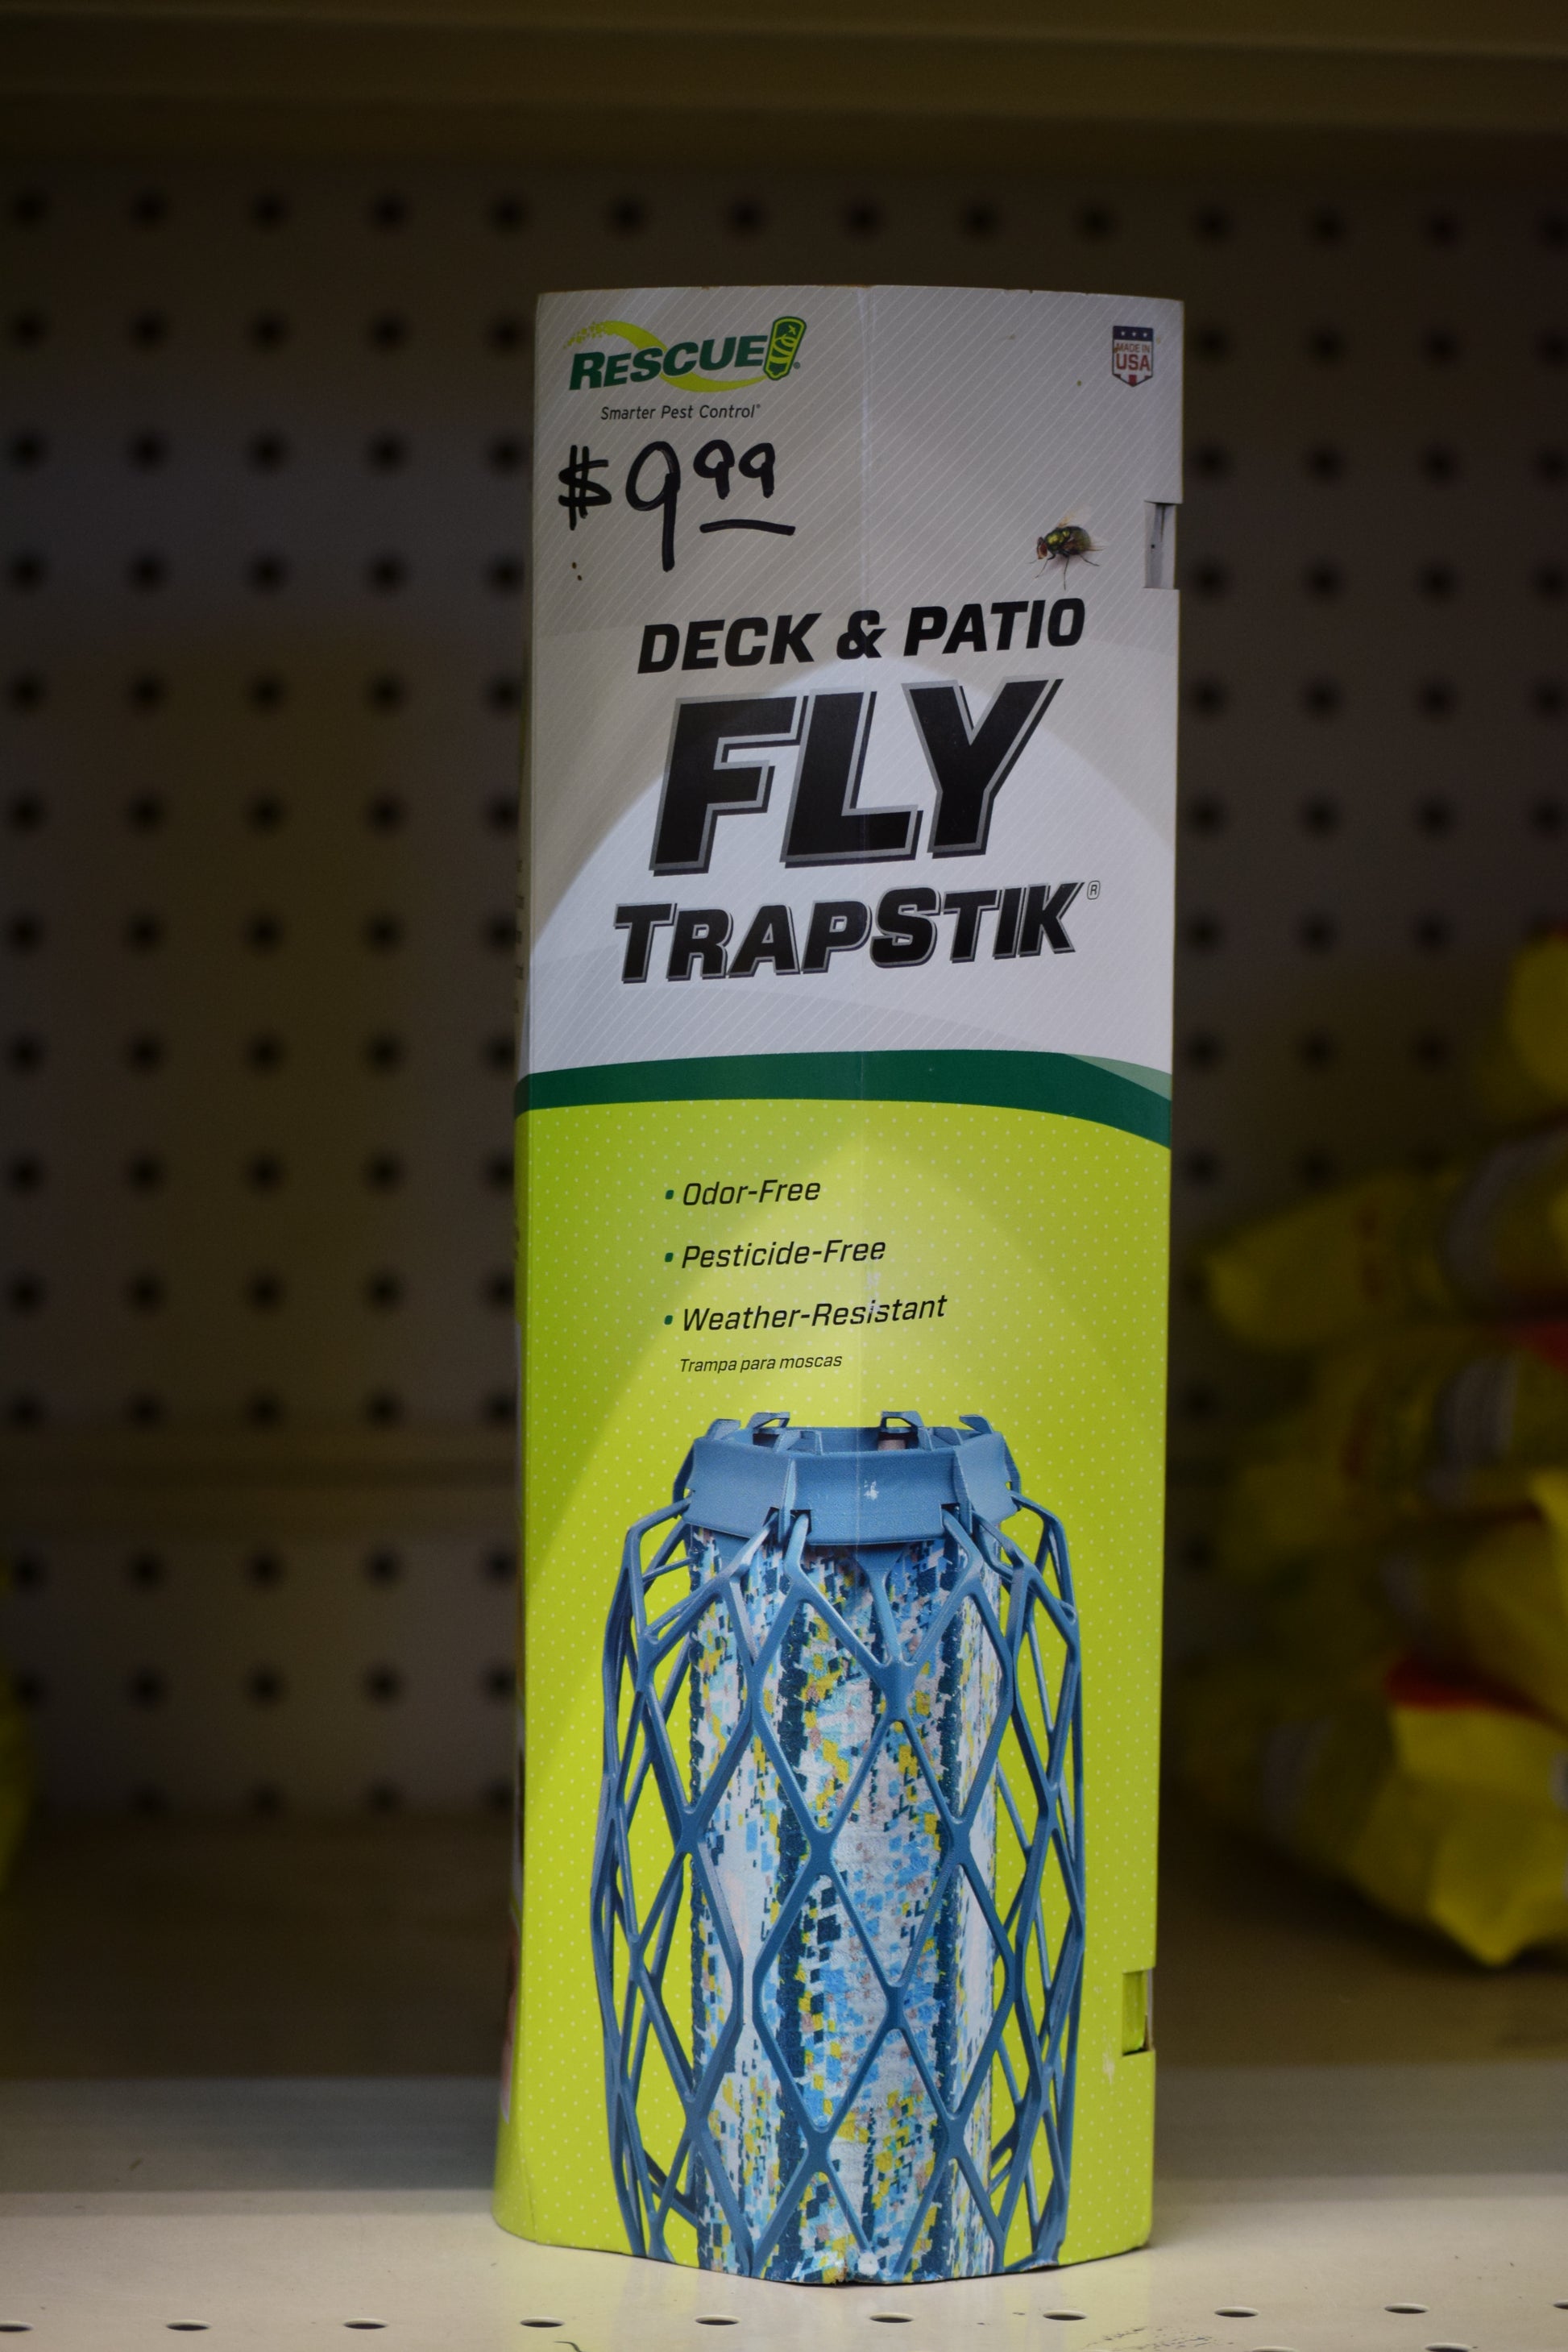 RESCUE!®
MADE IN
USA
Smarter Pest Control®
$9.99
DECK & PATIO
FLY
TRAPSTIK®
• Odor-Free
• Pesticide-Free
• Weather-Resistant
Trampa para moscas